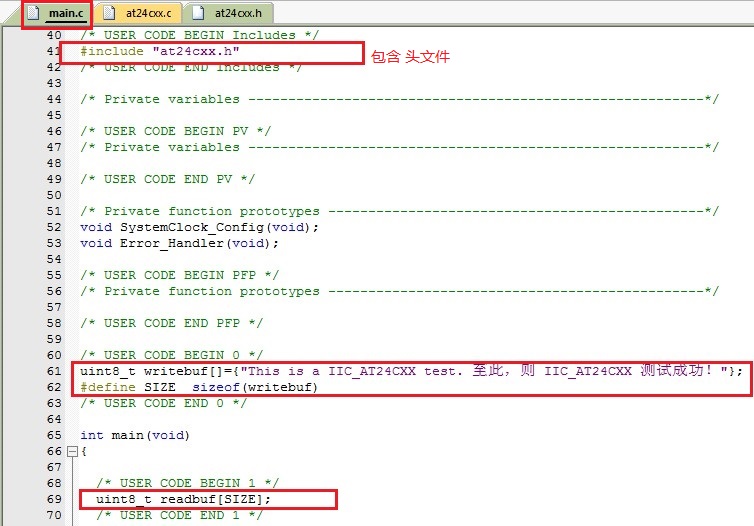 main.c at24cxx.c at24cxx.h
40 /* USER CODE BEGIN Includes */
41 #include "at24cxx.h" 包含 头文件
42 /* USER CODE END Includes */
43
44 /* Private variables ---------------------------------------------------------*/
45
46 /* USER CODE BEGIN PV */
47 /* Private variables ---------------------------------------------------------*/
48
49 /* USER CODE END PV */
50
51 /* Private function prototypes -----------------------------------------------*/
52 void SystemClock_Config(void);
53 void Error_Handler(void);
54
55 /* USER CODE BEGIN PFP */
56 /* Private function prototypes -----------------------------------------------*/
57
58 /* USER CODE END PFP */
59
60 /* USER CODE BEGIN 0 */
61 uint8_t writebuf[]={"This is a IIC_AT24CXX test. 至此，则 IIC_AT24CXX 测试成功！"};
62 #define SIZE  sizeof(writebuf)
63 /* USER CODE END 0 */
64
65 int main(void)
66 {
67
68 /* USER CODE BEGIN 1 */
69 uint8_t readbuf[SIZE];
70 /* USER CODE END 1 */